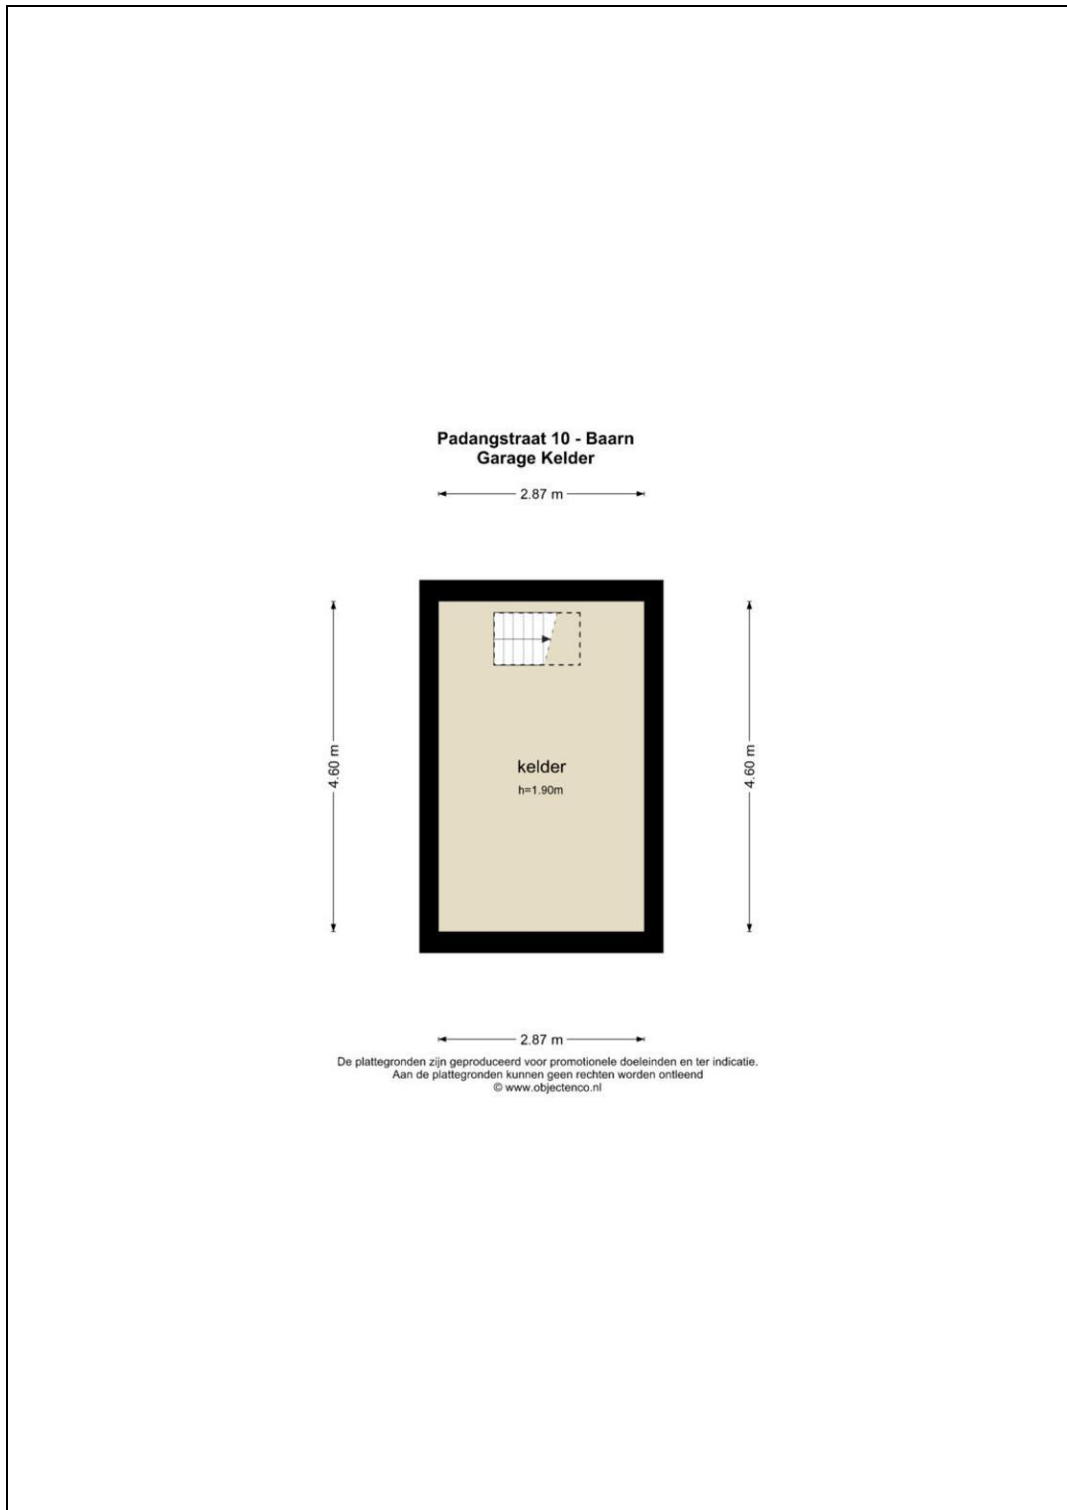 Padangstraat 10 - Baarn
Garage Kelder
2.87 m
4.60 m
4.60 m
kelder
h=1.90m
2.87 m
De plattegronden zijn geproduceerd voor promotionele doeleinden en ter indicatie.
Aan de plattegronden kunnen geen rechten worden ontleend
© www.objectenco.nl